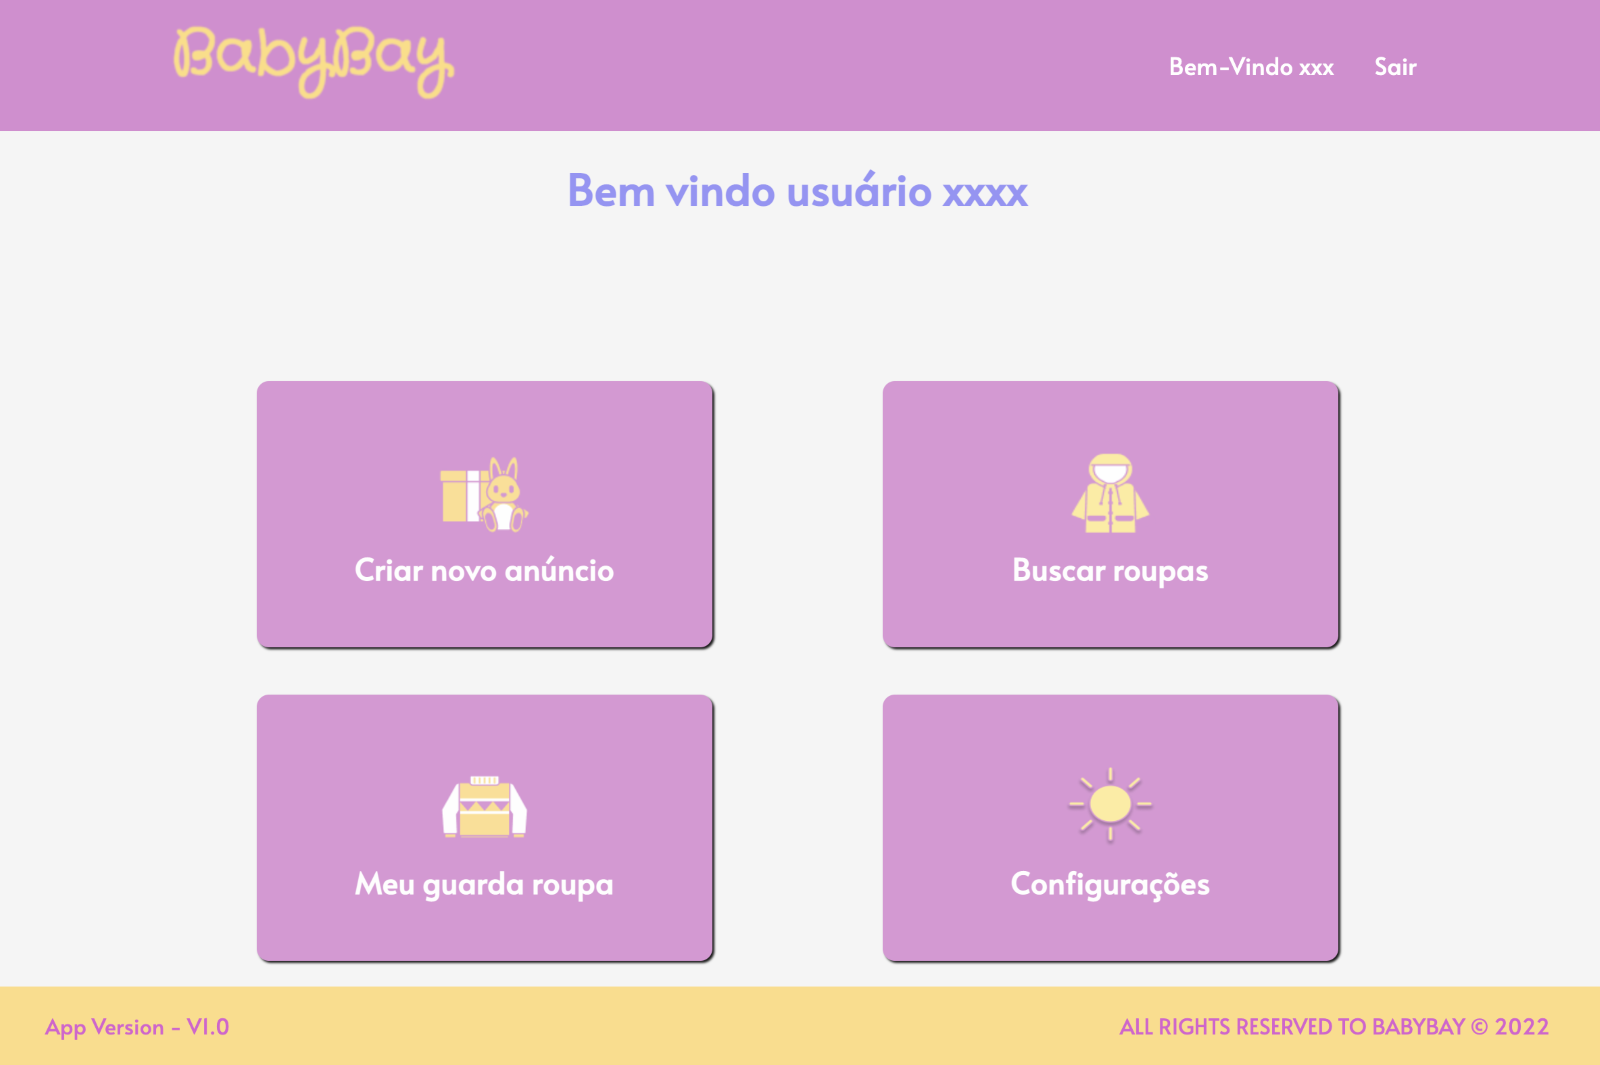 BabyBay
Bem-Vindo xxx
Sair
Bem vindo usuário xxxx
Criar novo anúncio
Buscar roupas
Meu guarda roupa
Configurações
App Version - V1.0
ALL RIGHTS RESERVED TO BABYBAY © 2022